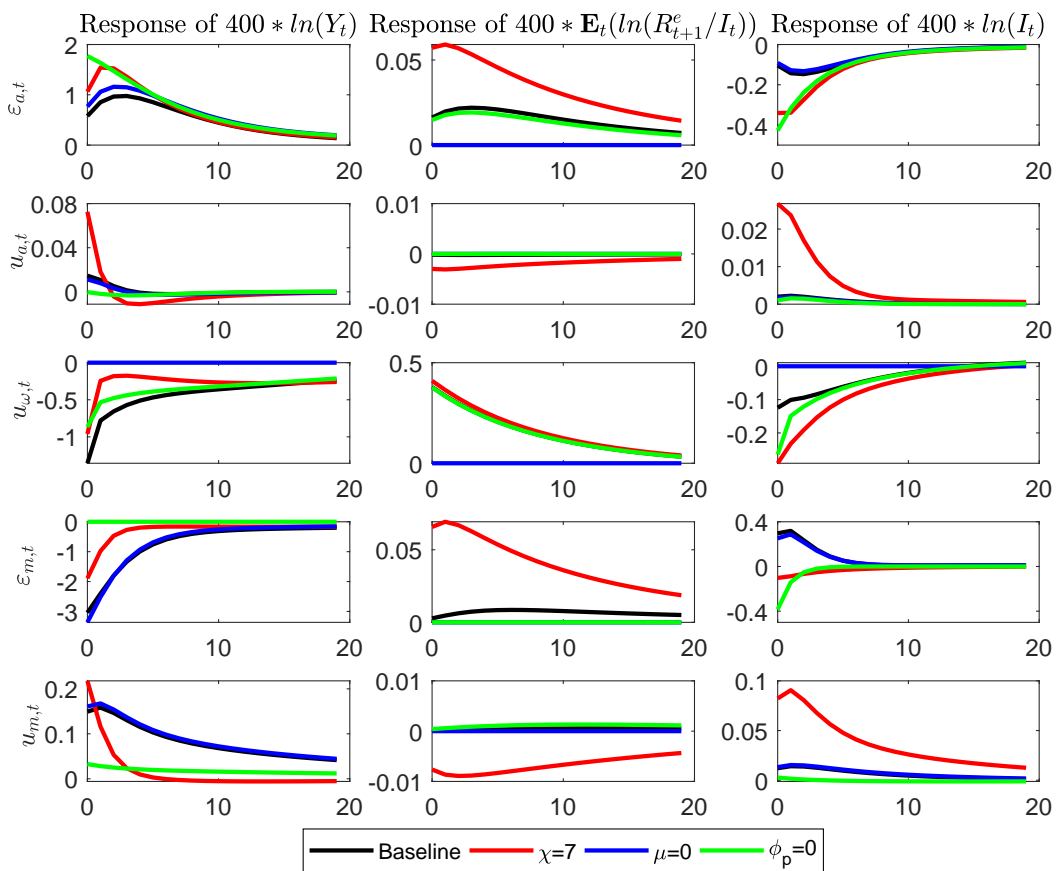 Response of 400 * ln(Y_t) Response of 400 * E_t(ln(R^e_{t+1}/I_t)) Response of 400 * ln(I_t)
ε_{a,t}
2
1
0
0 10 20
0.05
0
0 10 20
0
-0.2
-0.4
0 10 20
u_{a,t}
0.08
0.04
0
0 10 20
0.01
0
-0.01
0 10 20
0.02
0.01
0
0 10 20
u_{ω,t}
0
-0.5
-1
0 10 20
0.5
0
0 10 20
0
-0.1
-0.2
0 10 20
ε_{m,t}
0
-1
-2
-3
0 10 20
0.05
0
0 10 20
0.4
0
-0.4
0 10 20
u_{m,t}
0.2
0.1
0
0 10 20
0.01
0
-0.01
0 10 20
0.1
0.05
0
0 10 20
Baseline χ=7 μ=0 ϕ_p=0